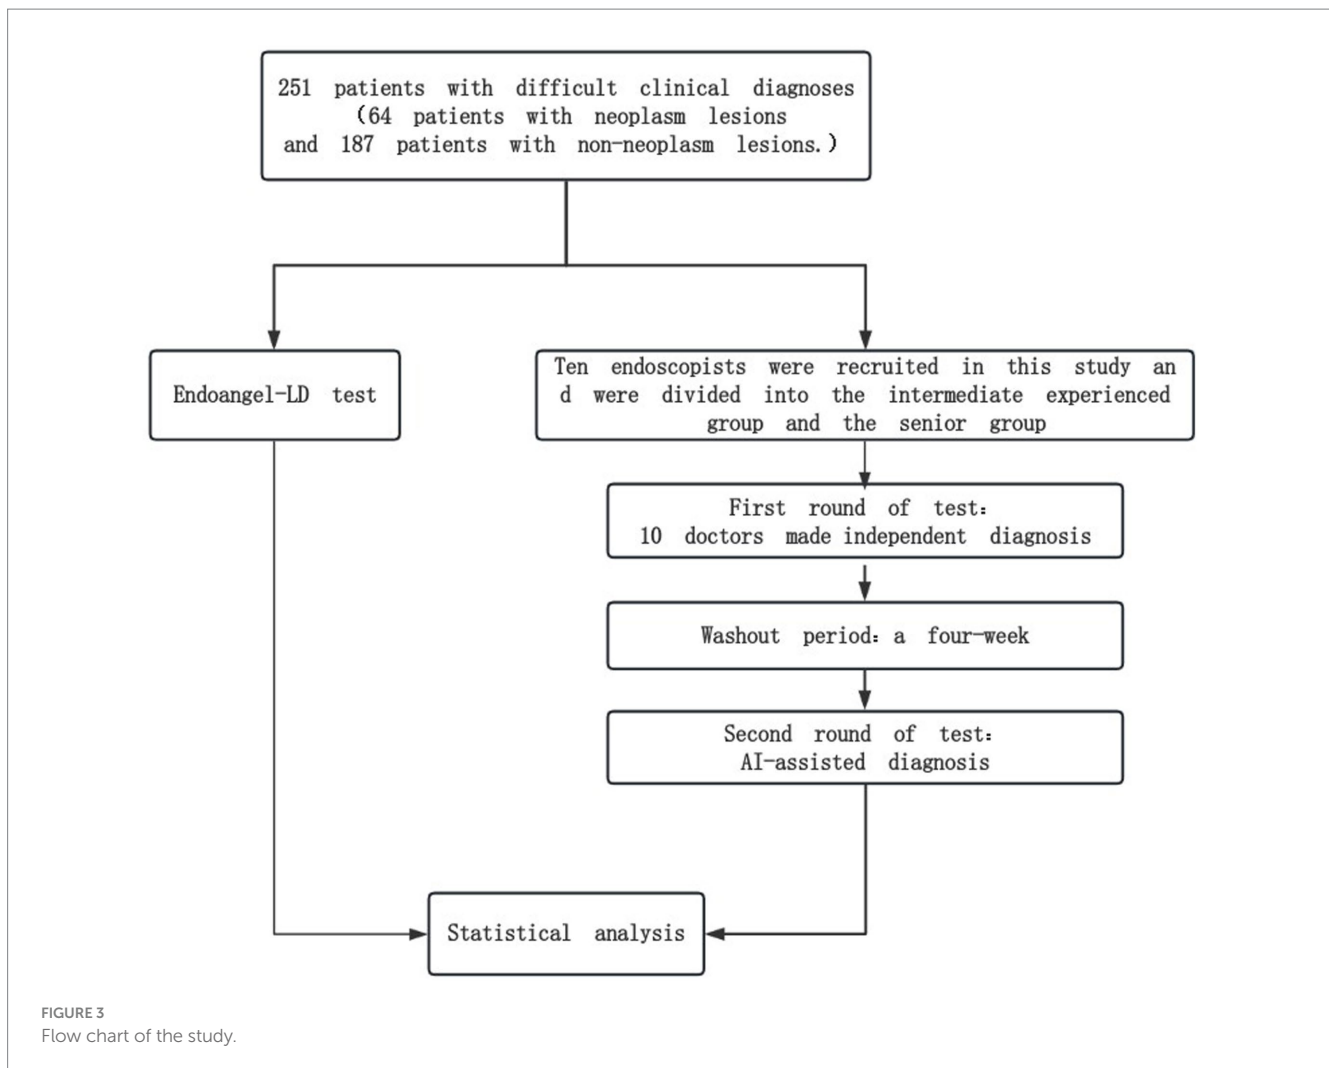 251 patients with difficult clinical diagnoses
(64 patients with neoplasm lesions
and 187 patients with non-neoplasm lesions.)
Endoangel-LD test
Ten endoscopists were recruited in this study an
d were divided into the intermediate experienced
group and the senior group
First round of test:
10 doctors made independent diagnosis
Washout period: a four-week
Second round of test:
AI-assisted diagnosis
Statistical analysis
FIGURE 3
Flow chart of the study.